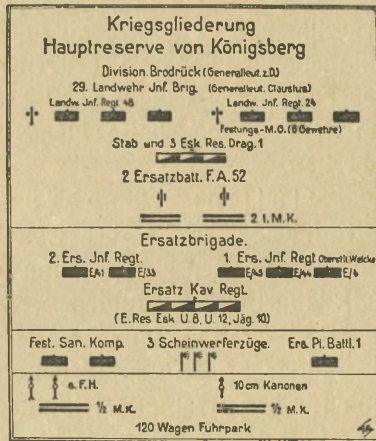 Kriegsgliederung
Hauptreserve von Königsberg
Division Brodrück (Generalleut. z.D.)
29. Landwehr Jnf. Brig. (Generalleut. Clausius)
Landw. Jnf. Regt. 48 Landw. Jnf. Regt. 24
Festungs-M.G. (6 Gewehre)
Stab und 3 Esk Res. Drag. 1
2 Ersatzbatt. F.A. 52
2 l. M.K.
Ersatzbrigade.
2. Ers. Jnf Regt. 1. Ers. Jnf Regt Oberstlt. Welcke
E/41 E/33 E/43 E/44 E/4
Ersatz Kav Regt.
(E. Res Esk U. 8, U. 12, Jäg. 10.)
Fest. San. Komp. 3 Scheinwerferzüge. Ers. Pi. Battl. 1
s. F.H. 10 cm Kanonen
½ M.K. ½ M.K.
120 Wagen Fuhrpark